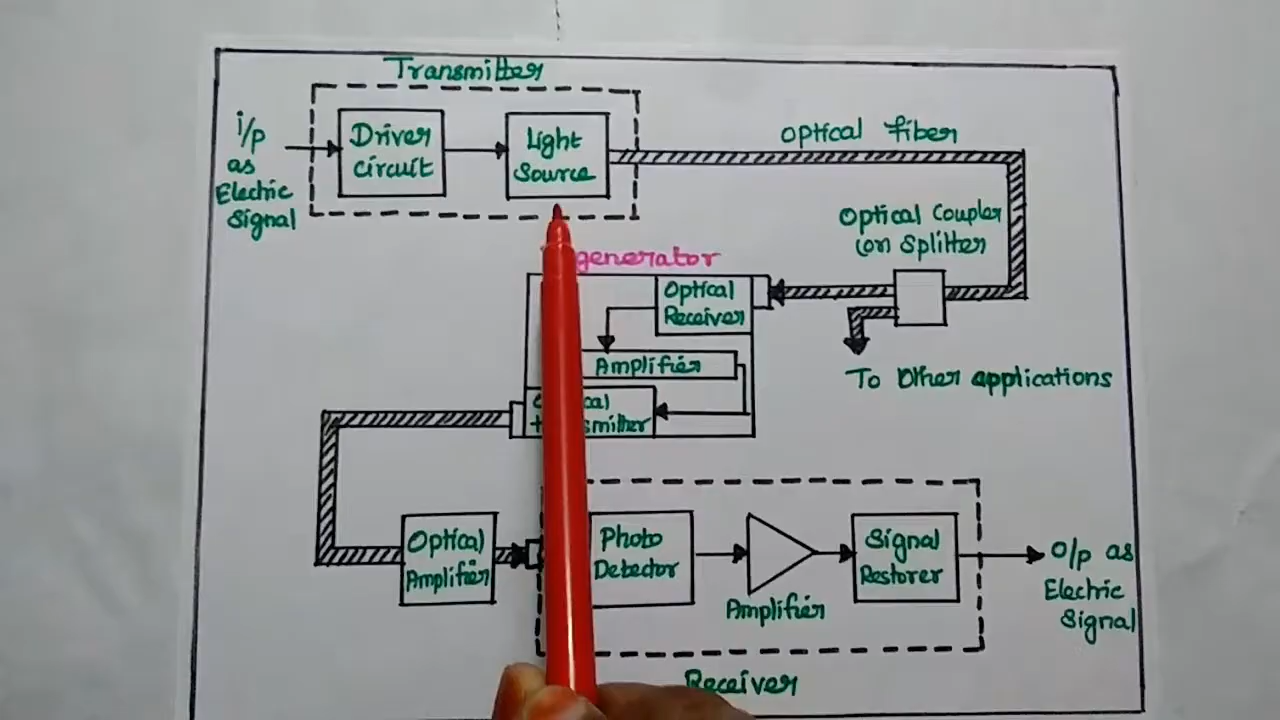 Transmitter
i/p
as
Electric
Signal
Driver
circuit
Light
Source
Optical Fiber
Optical Coupler
(or) Splitter
To Other applications
Optical
Receiver
Amplifier
Optical
Amplifier
Photo
Detector
Amplifier
Signal
Restorer
O/p as
Electric
Signal
Receiver